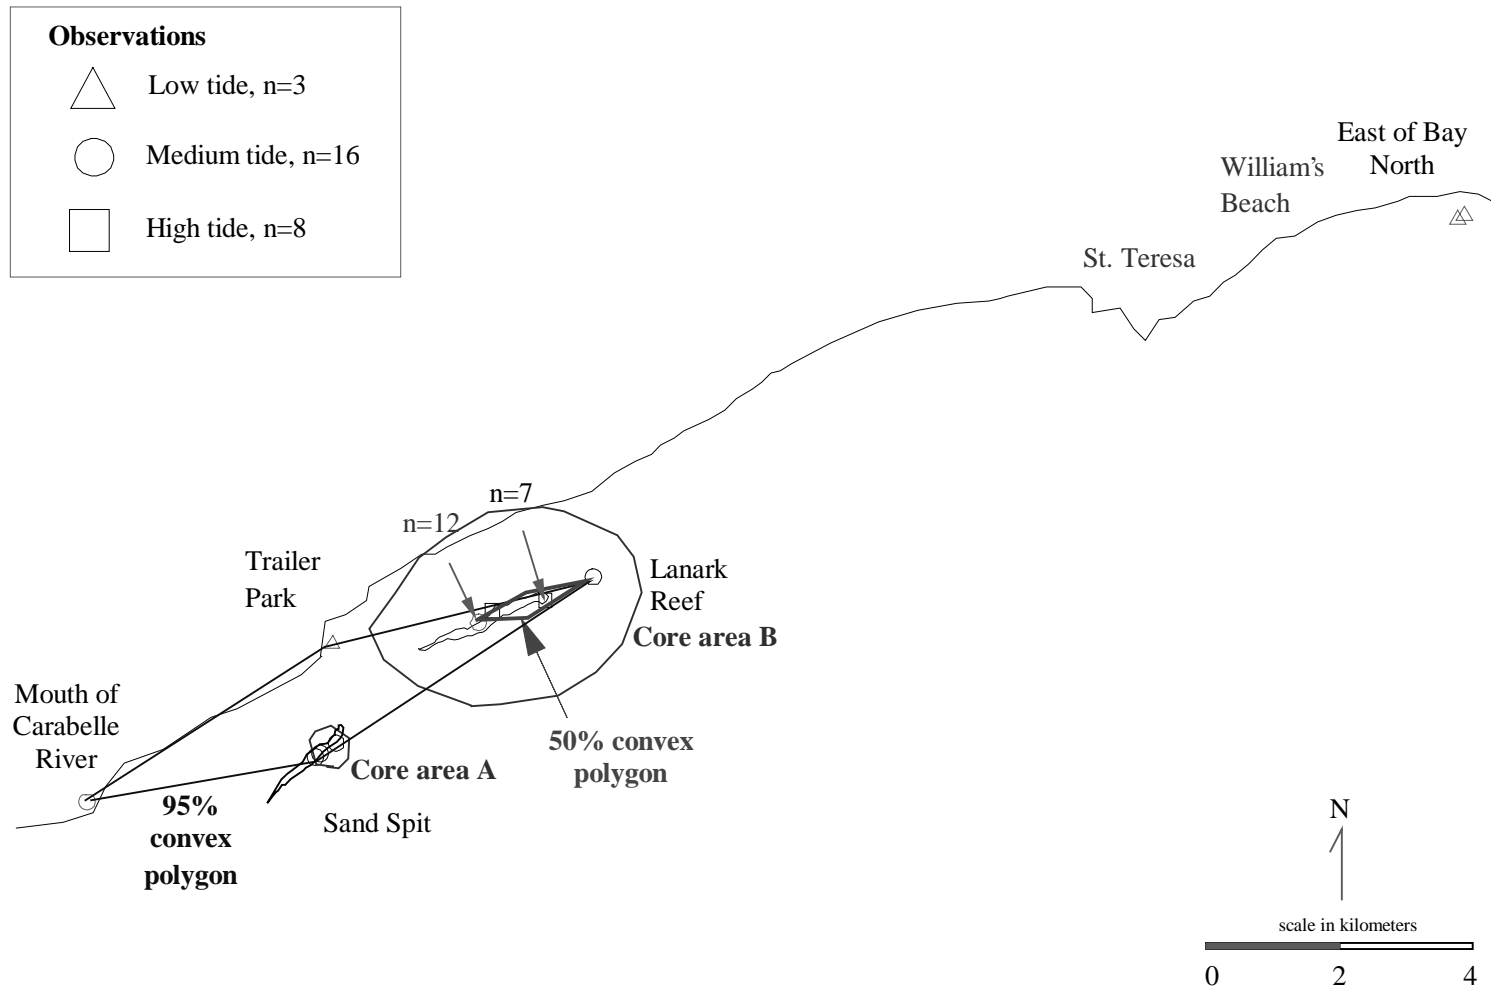 Observations
Low tide, n=3
Medium tide, n=16
High tide, n=8
East of Bay
North
William's
Beach
St. Teresa
n=7
n=12
Trailer
Park
Lanark
Reef
Core area B
Mouth of
Carabelle
River
50% convex
polygon
Core area A
95%
convex
polygon
Sand Spit
N
scale in kilometers
0 2 4